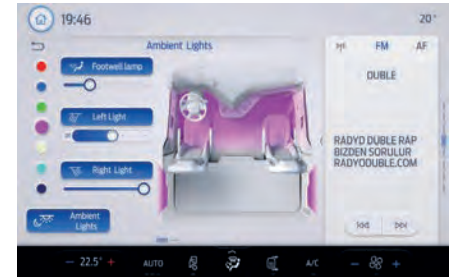 19:46
20°
Ambient Lights
FM
AF
Footwell lamp
DUBLE
Left Light
RADYD DUBLE RAP
BIZDEN SORULUR
RADYODUBLE.COM
Right Light
Ambient
Lights
- 22.5° +
AUTO
A/C
- +